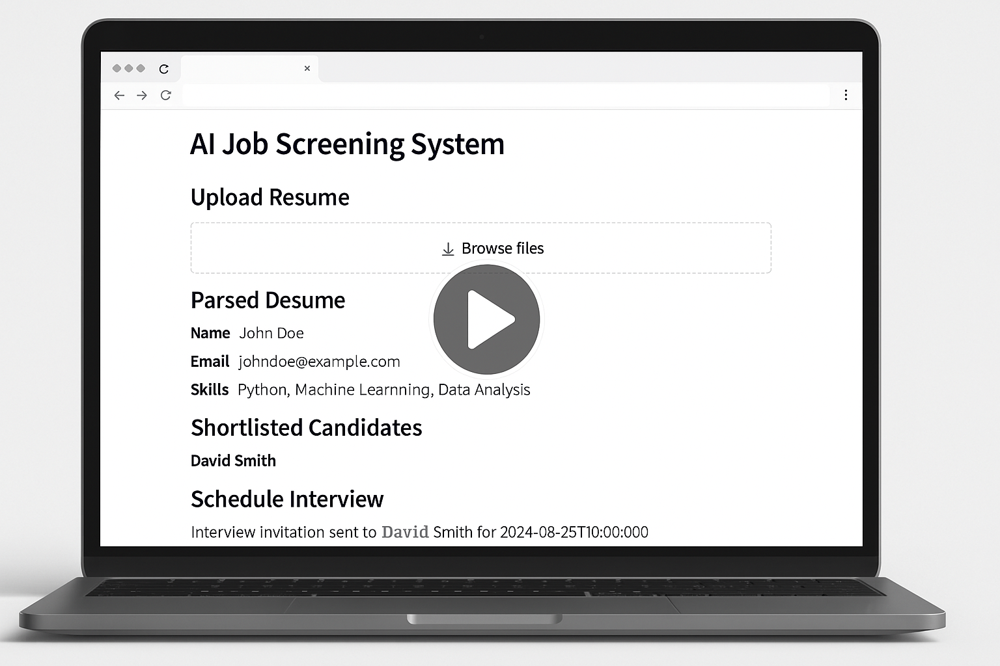 AI Job Screening System
Upload Resume
Browse files
Parsed Desume
Name John Doe
Email johndoe@example.com
Skills Python, Machine Learnning, Data Analysis
Shortlisted Candidates
David Smith
Schedule Interview
Interview invitation sent to David Smith for 2024-08-25T10:00:000